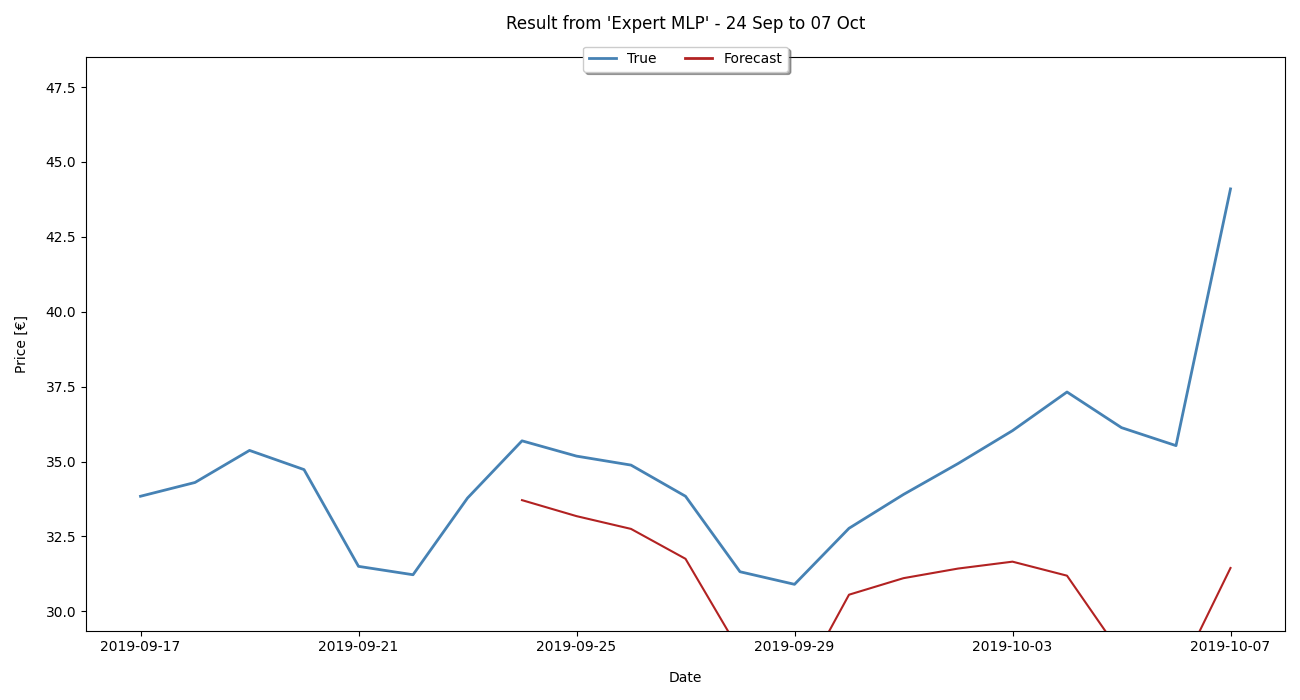 Result from 'Expert MLP' - 24 Sep to 07 Oct
True Forecast
47.5
45.0
42.5
40.0
37.5
35.0
32.5
30.0
Price [€]
2019-09-17 2019-09-21 2019-09-25 2019-09-29 2019-10-03 2019-10-07
Date